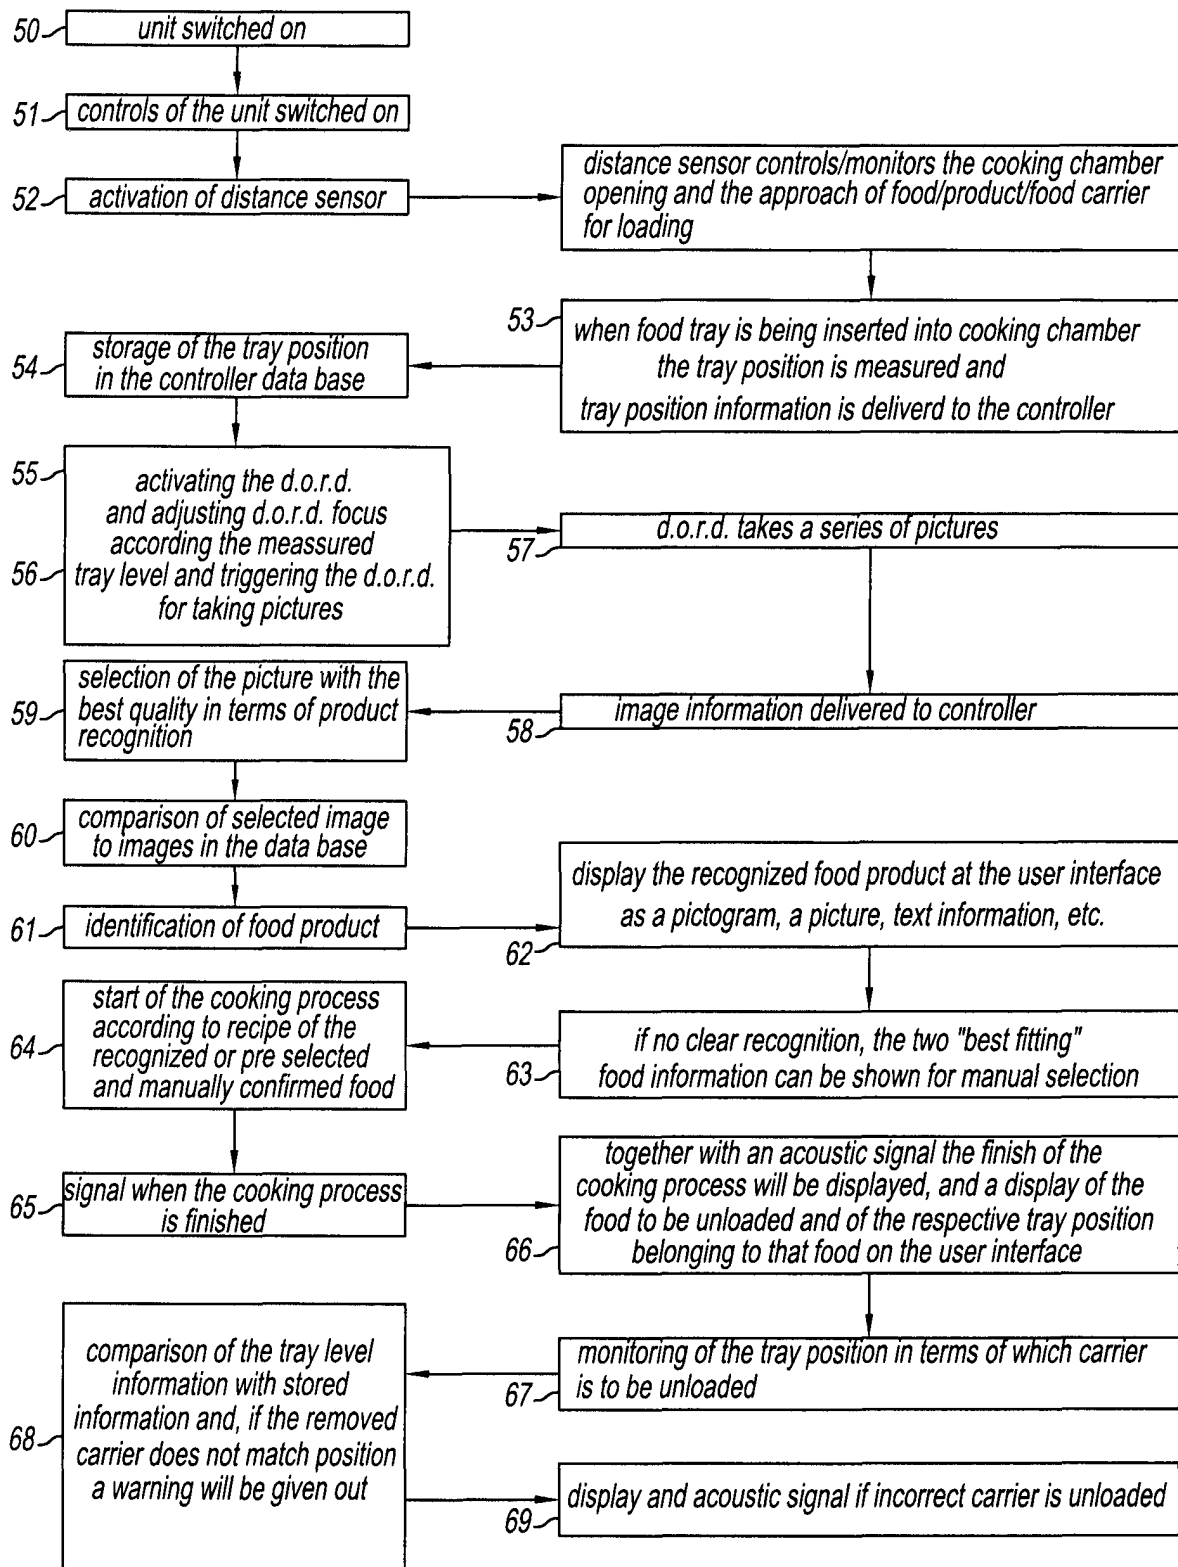 50
unit switched on
51
controls of the unit switched on
52
activation of distance sensor
distance sensor controls/monitors the cooking chamber
opening and the approach of food/product/food carrier
for loading
53
when food tray is being inserted into cooking chamber
the tray position is measured and
tray position information is deliverd to the controller
54
storage of the tray position
in the controller data base
55
56
activating the d.o.r.d.
and adjusting d.o.r.d. focus
according the meassured
tray level and triggering the d.o.r.d.
for taking pictures
57
d.o.r.d. takes a series of pictures
58
image information delivered to controller
59
selection of the picture with the
best quality in terms of product
recognition
60
comparison of selected image
to images in the data base
61
identification of food product
62
display the recognized food product at the user interface
as a pictogram, a picture, text information, etc.
63
if no clear recognition, the two "best fitting"
food information can be shown for manual selection
64
start of the cooking process
according to recipe of the
recognized or pre selected
and manually confirmed food
65
signal when the cooking process
is finished
66
together with an acoustic signal the finish of the
cooking process will be displayed, and a display of the
food to be unloaded and of the respective tray position
belonging to that food on the user interface
67
monitoring of the tray position in terms of which carrier
is to be unloaded
68
comparison of the tray level
information with stored
information and, if the removed
carrier does not match position
a warning will be given out
69
display and acoustic signal if incorrect carrier is unloaded